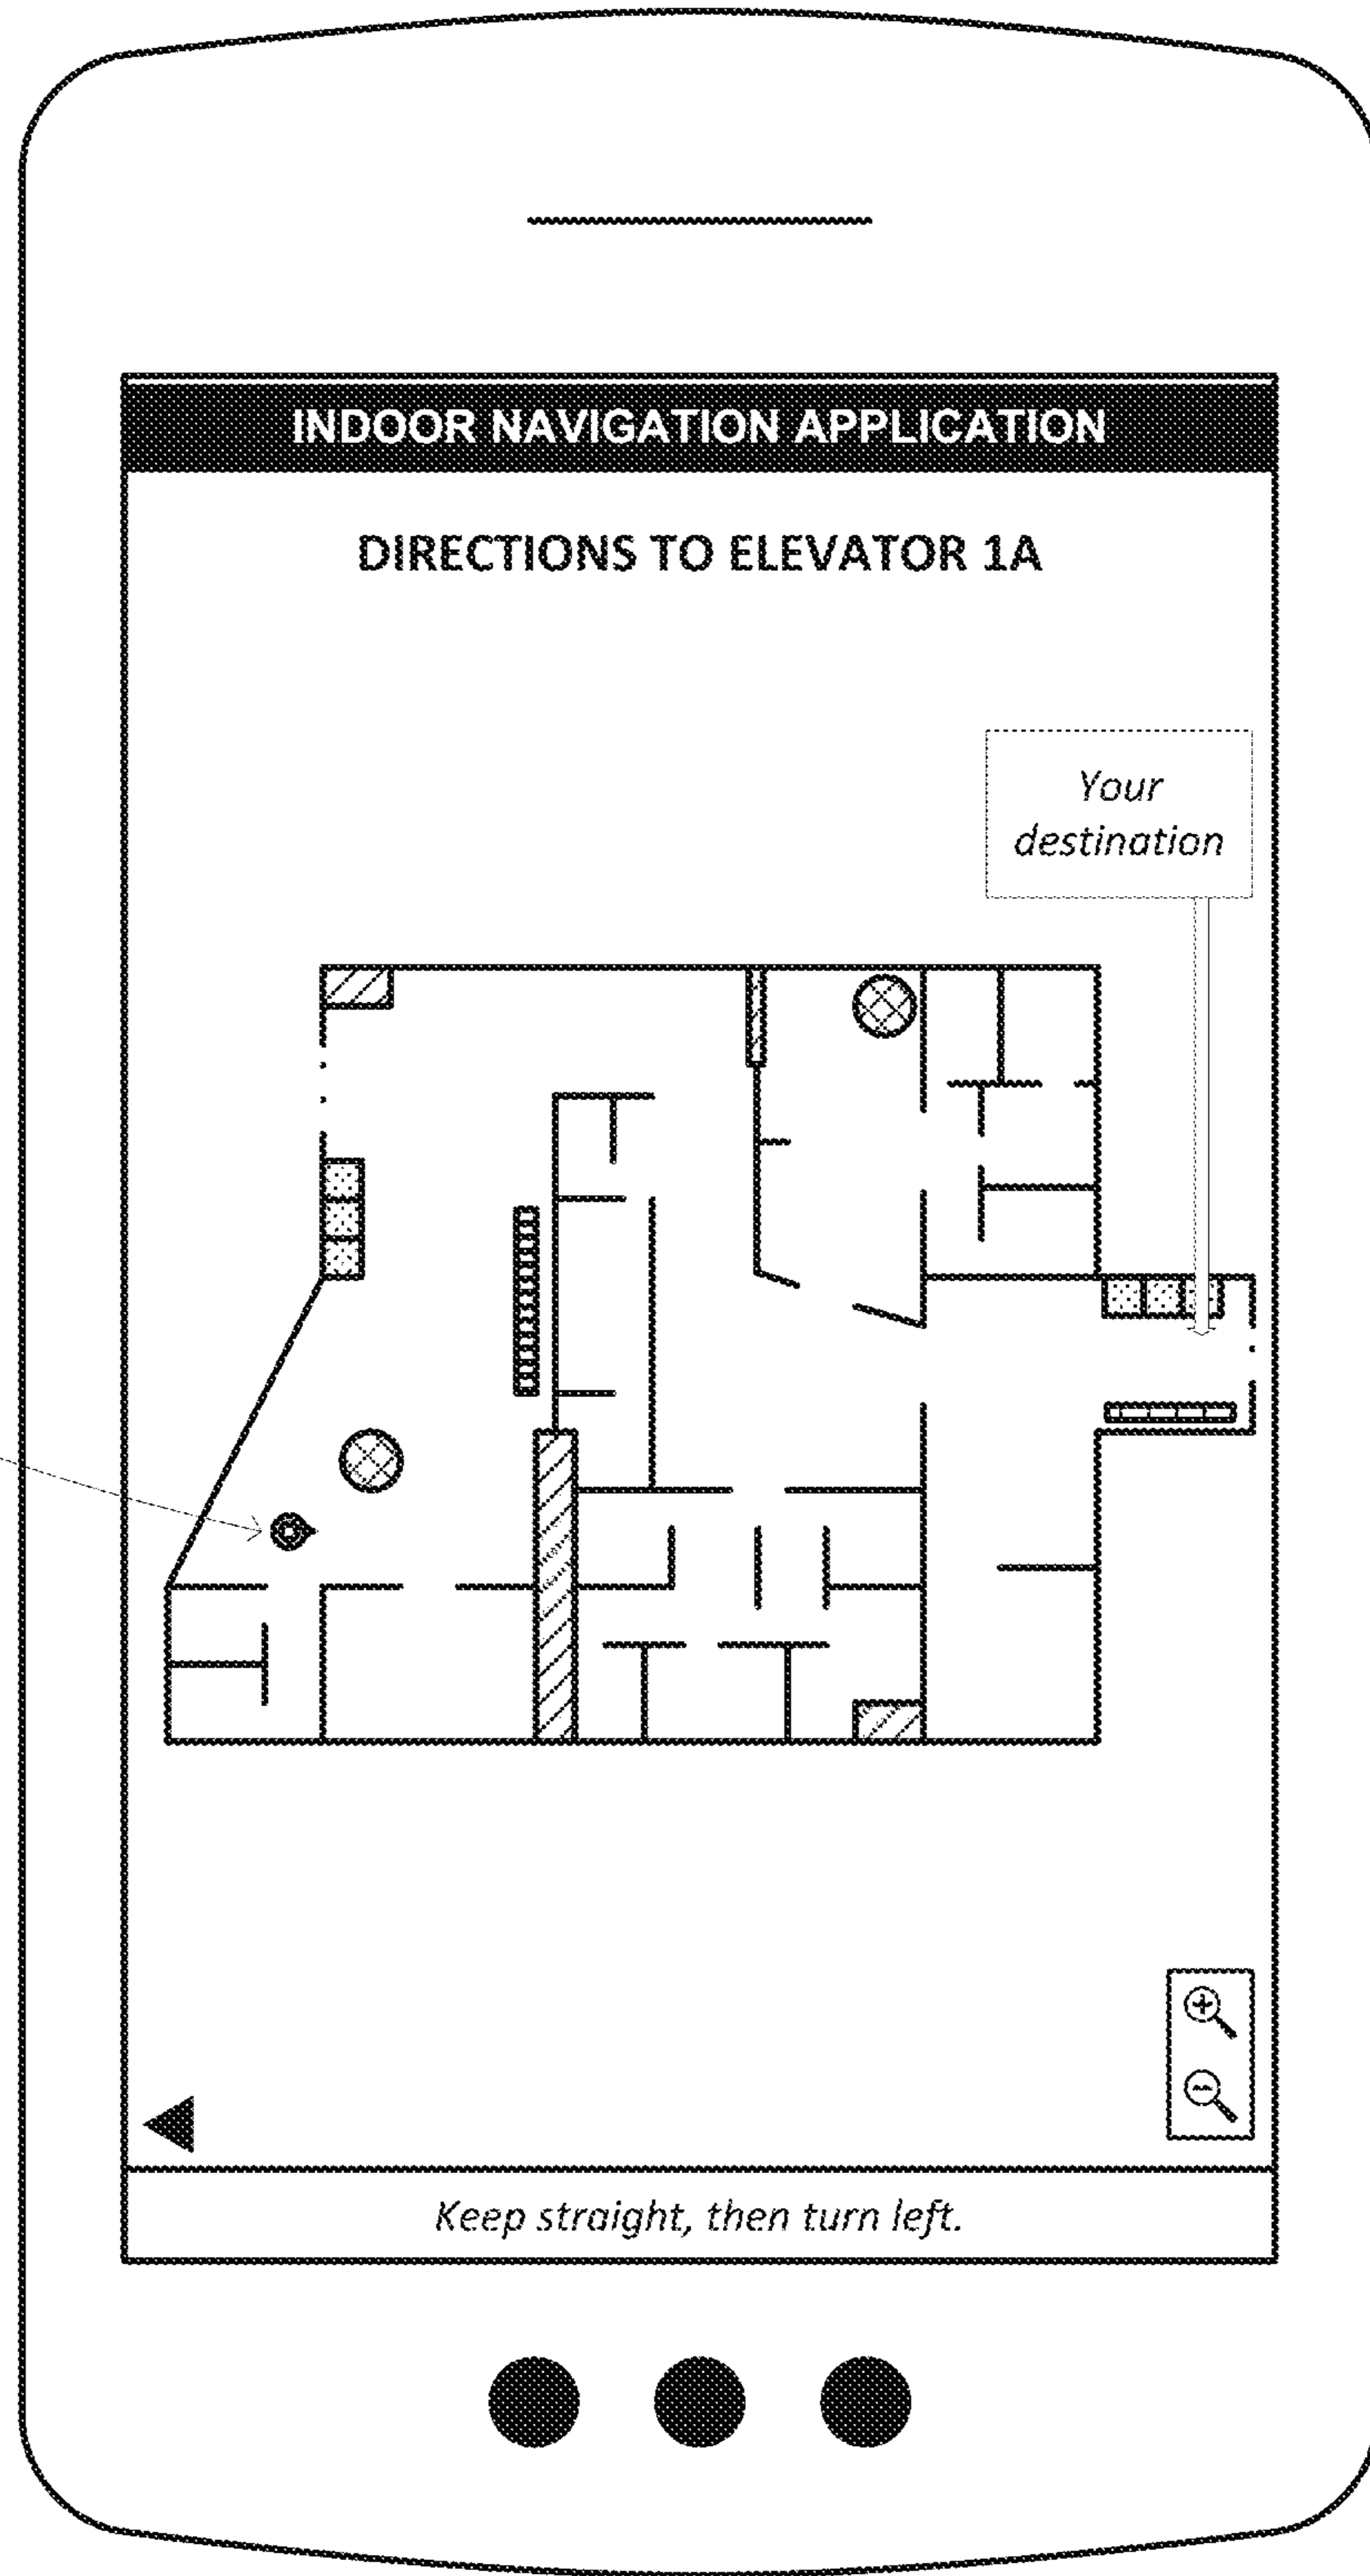 INDOOR NAVIGATION APPLICATION
DIRECTIONS TO ELEVATOR 1A
Your
destination
Keep straight, then turn left.